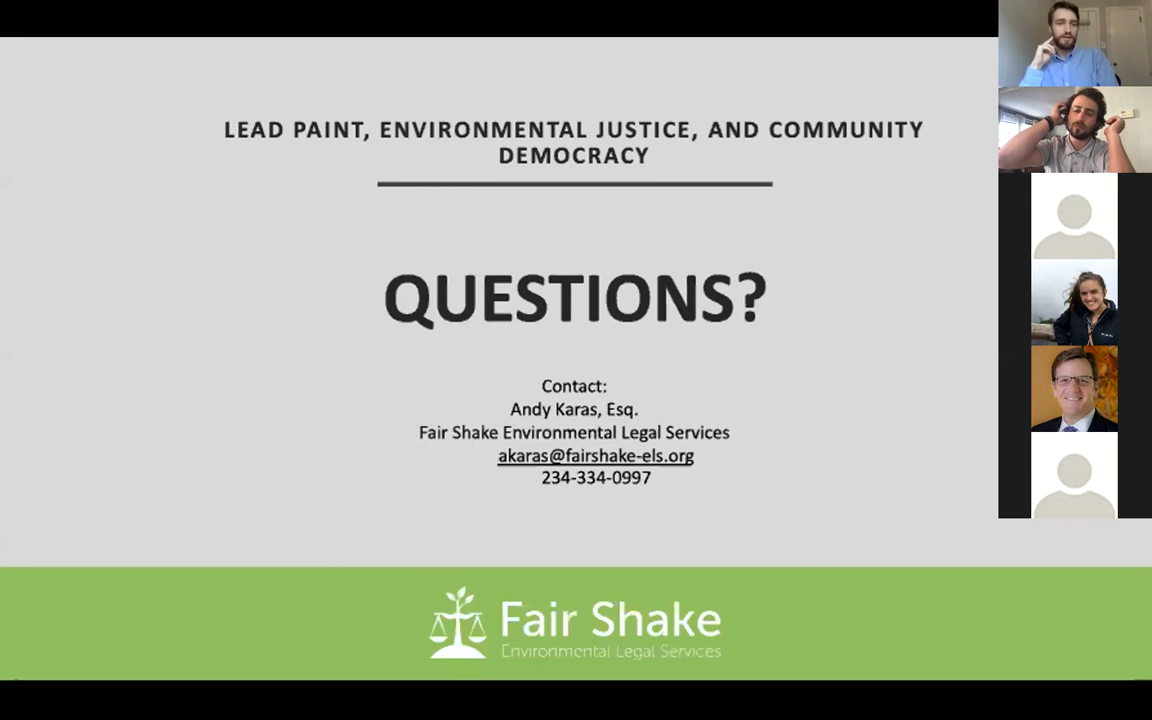 LEAD PAINT, ENVIRONMENTAL JUSTICE, AND COMMUNITY
DEMOCRACY
QUESTIONS?
Contact:
Andy Karas, Esq.
Fair Shake Environmental Legal Services
akaras@fairshake-els.org
234-334-0997
Fair Shake
Environmental Legal Services